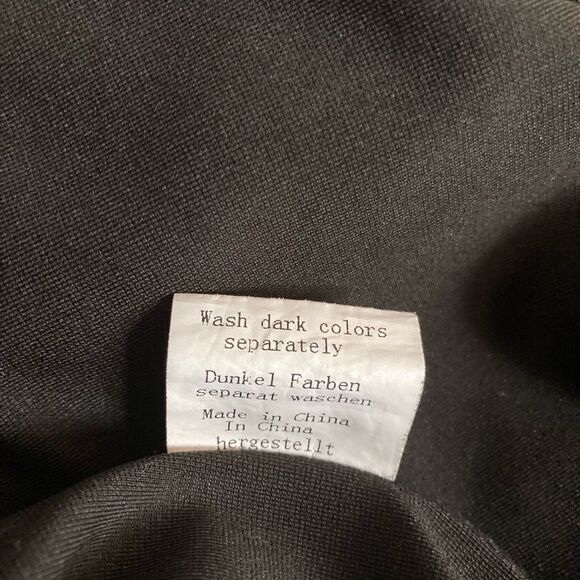 Wash dark colors
separately
Dunkel Farben
separat waschen
Made in China
In China
hergestellt